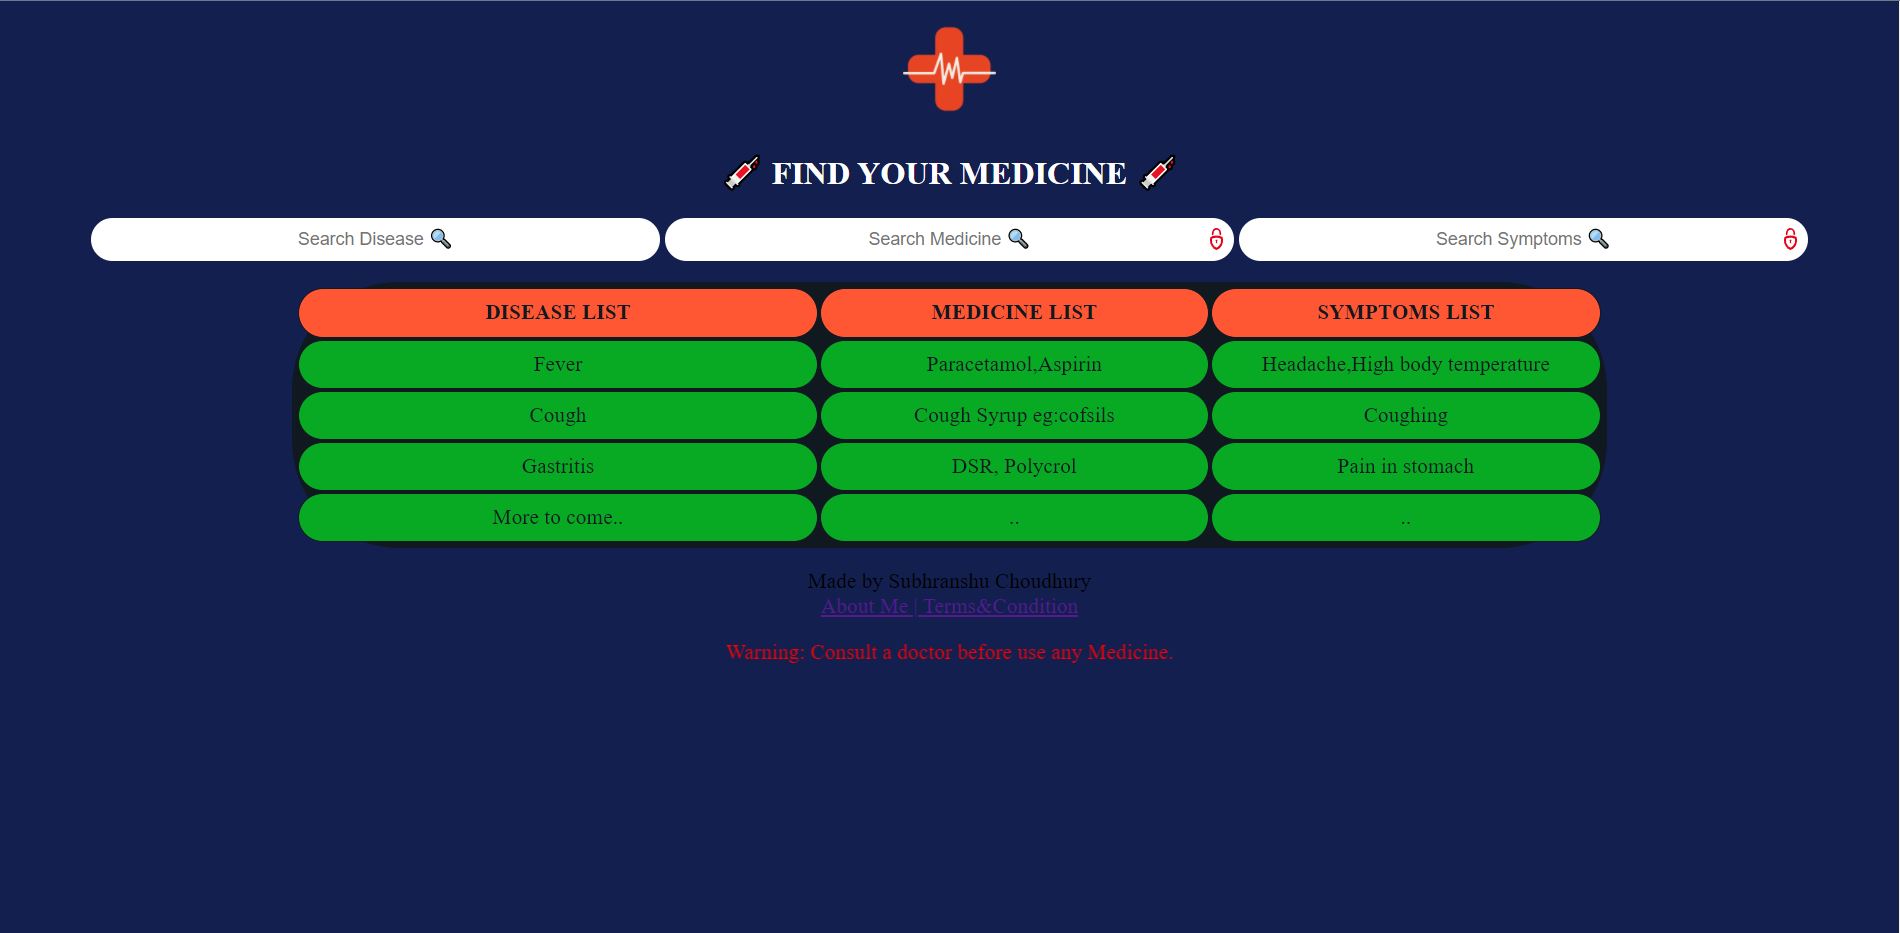 FIND YOUR MEDICINE
Search Disease Search Medicine Search Symptoms
DISEASE LIST MEDICINE LIST SYMPTOMS LIST
Fever Paracetamol,Aspirin Headache,High body temperature
Cough Cough Syrup eg:cofsils Coughing
Gastritis DSR, Polycrol Pain in stomach
More to come.. .. ..
Made by Subhranshu Choudhury
About Me | Terms&Condition
Warning: Consult a doctor before use any Medicine.